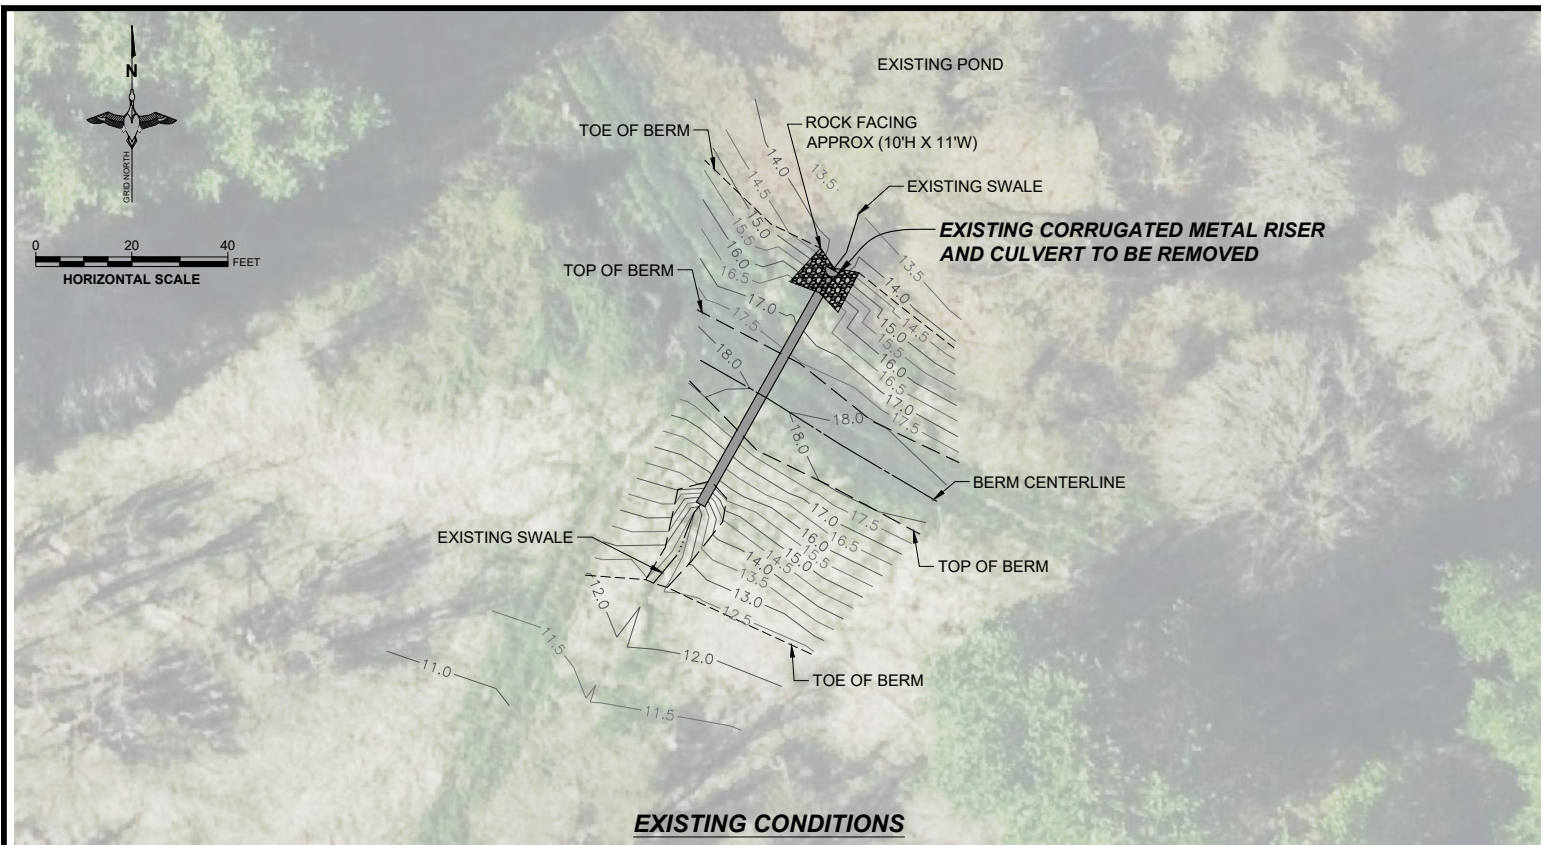 EXISTING POND
N
GRID NORTH
0 20 40
FEET
HORIZONTAL SCALE
TOE OF BERM
ROCK FACING
APPROX (10'H X 11'W)
EXISTING SWALE
EXISTING CORRUGATED METAL RISER
AND CULVERT TO BE REMOVED
TOP OF BERM
14.0
13.5
14.5
15.0
15.5
16.0
16.5
17.0
17.5
18.0
13.5
14.0
14.5
15.0
15.5
16.0
16.5
17.0
17.5
18.0
18.0
BERM CENTERLINE
EXISTING SWALE
17.5
17.0
16.5
16.0
15.5
15.0
14.5
14.0
13.5
13.0
12.5
TOP OF BERM
12.0
12.0
11.5
11.0
11.5
TOE OF BERM
EXISTING CONDITIONS